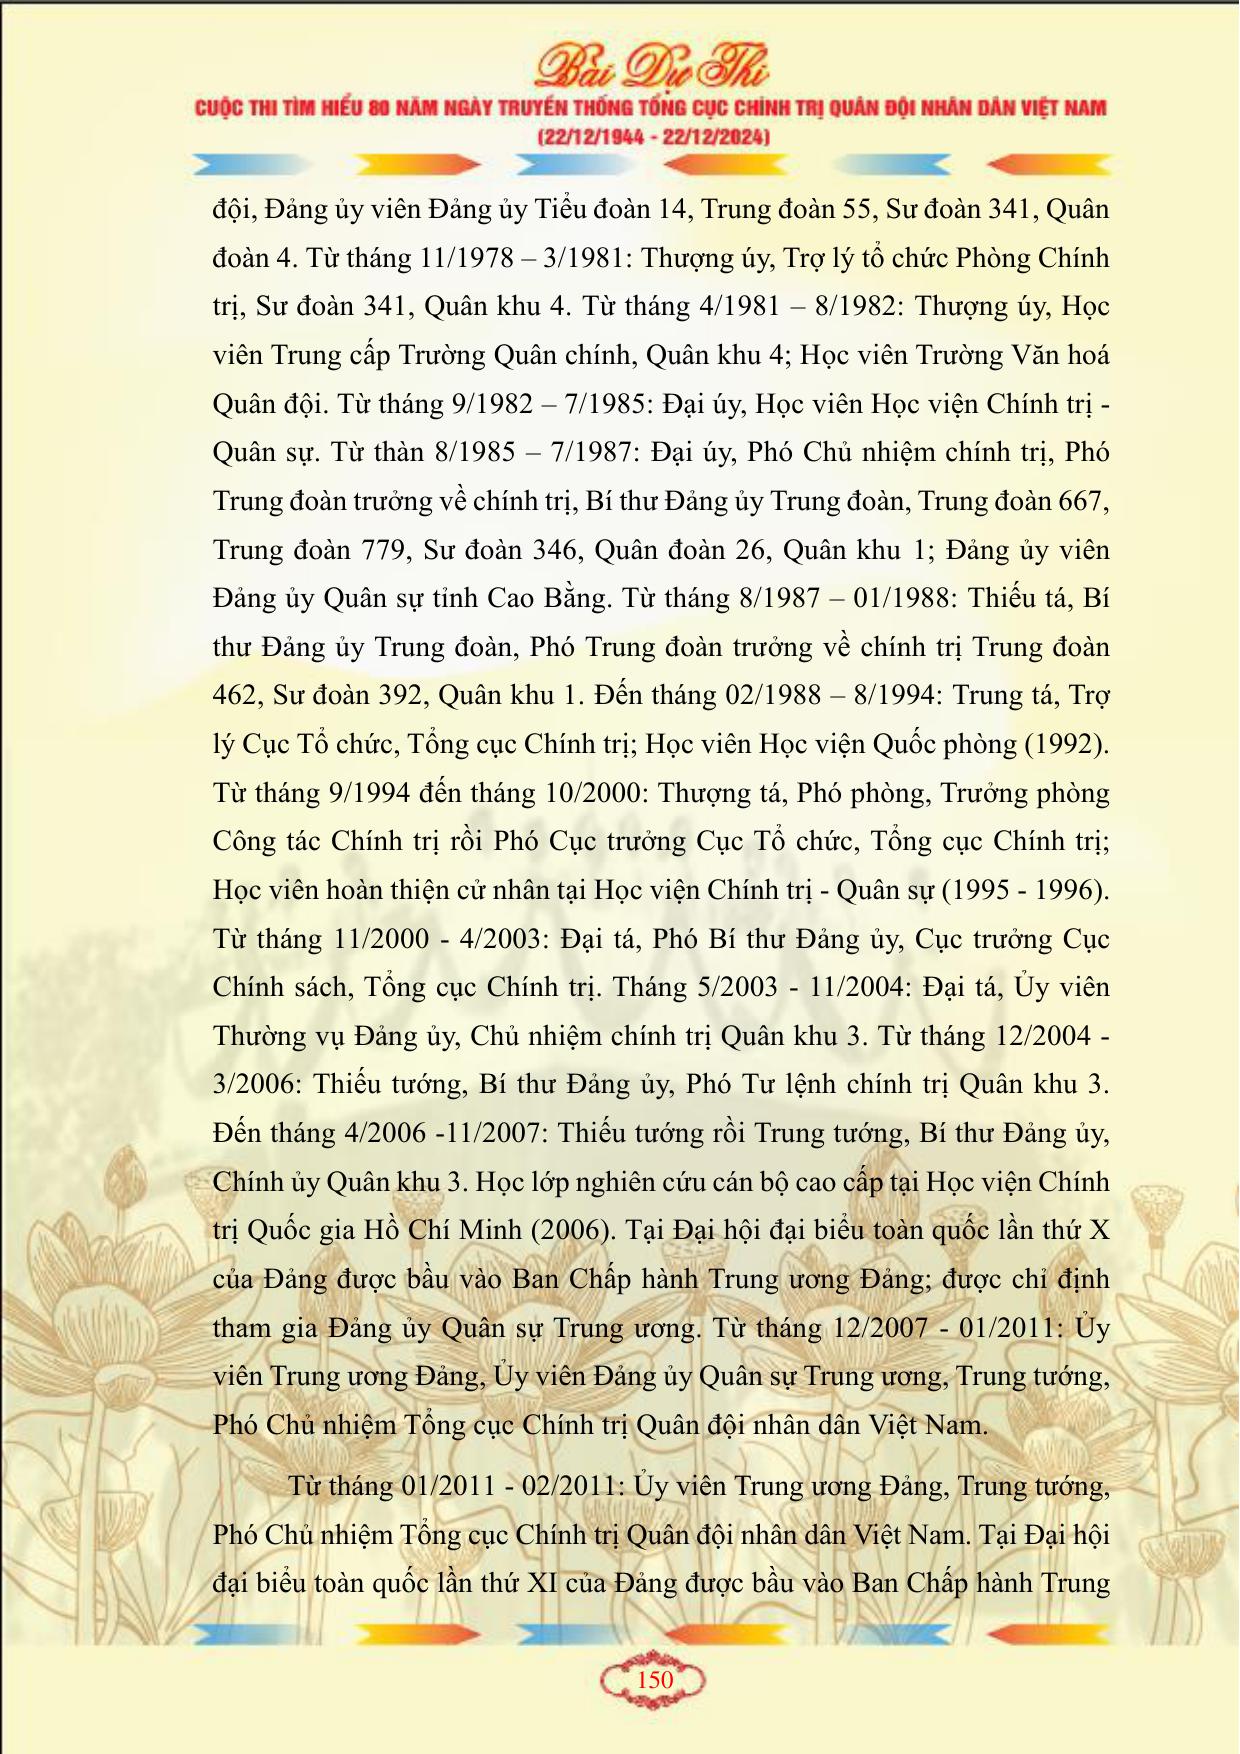 Bài Dự Thi
CUỘC THI TÌM HIỂU 80 NĂM NGÀY TRUYỀN THỐNG TỔNG CỤC CHÍNH TRỊ QUÂN ĐỘI NHÂN DÂN VIỆT NAM
(22/12/1944 - 22/12/2024)
đội, Đảng ủy viên Đảng ủy Tiểu đoàn 14, Trung đoàn 55, Sư đoàn 341, Quân
đoàn 4. Từ tháng 11/1978 – 3/1981: Thượng úy, Trợ lý tổ chức Phòng Chính
trị, Sư đoàn 341, Quân khu 4. Từ tháng 4/1981 – 8/1982: Thượng úy, Học
viên Trung cấp Trường Quân chính, Quân khu 4; Học viên Trường Văn hoá
Quân đội. Từ tháng 9/1982 – 7/1985: Đại úy, Học viên Học viện Chính trị -
Quân sự. Từ thàn 8/1985 – 7/1987: Đại úy, Phó Chủ nhiệm chính trị, Phó
Trung đoàn trưởng về chính trị, Bí thư Đảng ủy Trung đoàn, Trung đoàn 667,
Trung đoàn 779, Sư đoàn 346, Quân đoàn 26, Quân khu 1; Đảng ủy viên
Đảng ủy Quân sự tỉnh Cao Bằng. Từ tháng 8/1987 – 01/1988: Thiếu tá, Bí
thư Đảng ủy Trung đoàn, Phó Trung đoàn trưởng về chính trị Trung đoàn
462, Sư đoàn 392, Quân khu 1. Đến tháng 02/1988 – 8/1994: Trung tá, Trợ
lý Cục Tổ chức, Tổng cục Chính trị; Học viên Học viện Quốc phòng (1992).
Từ tháng 9/1994 đến tháng 10/2000: Thượng tá, Phó phòng, Trưởng phòng
Công tác Chính trị rồi Phó Cục trưởng Cục Tổ chức, Tổng cục Chính trị;
Học viên hoàn thiện cử nhân tại Học viện Chính trị - Quân sự (1995 - 1996).
Từ tháng 11/2000 - 4/2003: Đại tá, Phó Bí thư Đảng ủy, Cục trưởng Cục
Chính sách, Tổng cục Chính trị. Tháng 5/2003 - 11/2004: Đại tá, Ủy viên
Thường vụ Đảng ủy, Chủ nhiệm chính trị Quân khu 3. Từ tháng 12/2004 -
3/2006: Thiếu tướng, Bí thư Đảng ủy, Phó Tư lệnh chính trị Quân khu 3.
Đến tháng 4/2006 -11/2007: Thiếu tướng rồi Trung tướng, Bí thư Đảng ủy,
Chính ủy Quân khu 3. Học lớp nghiên cứu cán bộ cao cấp tại Học viện Chính
trị Quốc gia Hồ Chí Minh (2006). Tại Đại hội đại biểu toàn quốc lần thứ X
của Đảng được bầu vào Ban Chấp hành Trung ương Đảng; được chỉ định
tham gia Đảng ủy Quân sự Trung ương. Từ tháng 12/2007 - 01/2011: Ủy
viên Trung ương Đảng, Ủy viên Đảng ủy Quân sự Trung ương, Trung tướng,
Phó Chủ nhiệm Tổng cục Chính trị Quân đội nhân dân Việt Nam.
Từ tháng 01/2011 - 02/2011: Ủy viên Trung ương Đảng, Trung tướng,
Phó Chủ nhiệm Tổng cục Chính trị Quân đội nhân dân Việt Nam. Tại Đại hội
đại biểu toàn quốc lần thứ XI của Đảng được bầu vào Ban Chấp hành Trung
150